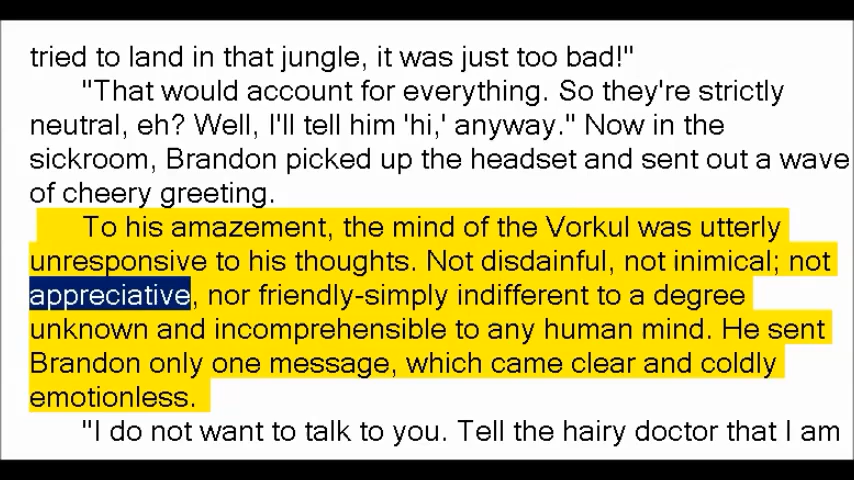 tried to land in that jungle, it was just too bad!"
"That would account for everything. So they're strictly
neutral, eh? Well, I'll tell him 'hi,' anyway." Now in the
sickroom, Brandon picked up the headset and sent out a wave
of cheery greeting.
To his amazement, the mind of the Vorkul was utterly
unresponsive to his thoughts. Not disdainful, not inimical; not
appreciative, nor friendly-simply indifferent to a degree
unknown and incomprehensible to any human mind. He sent
Brandon only one message, which came clear and coldly
emotionless.
"I do not want to talk to you. Tell the hairy doctor that I am